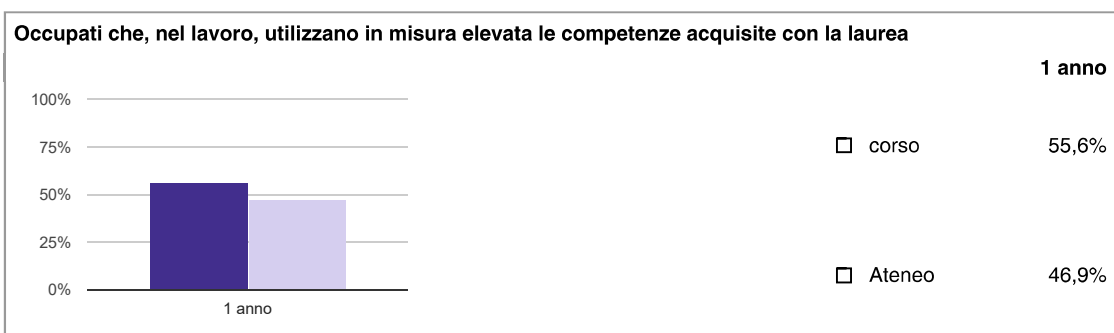 Occupati che, nel lavoro, utilizzano in misura elevata le competenze acquisite con la laurea
1 anno
100%
75%
50%
25%
0%
1 anno
corso 55,6%
Ateneo 46,9%